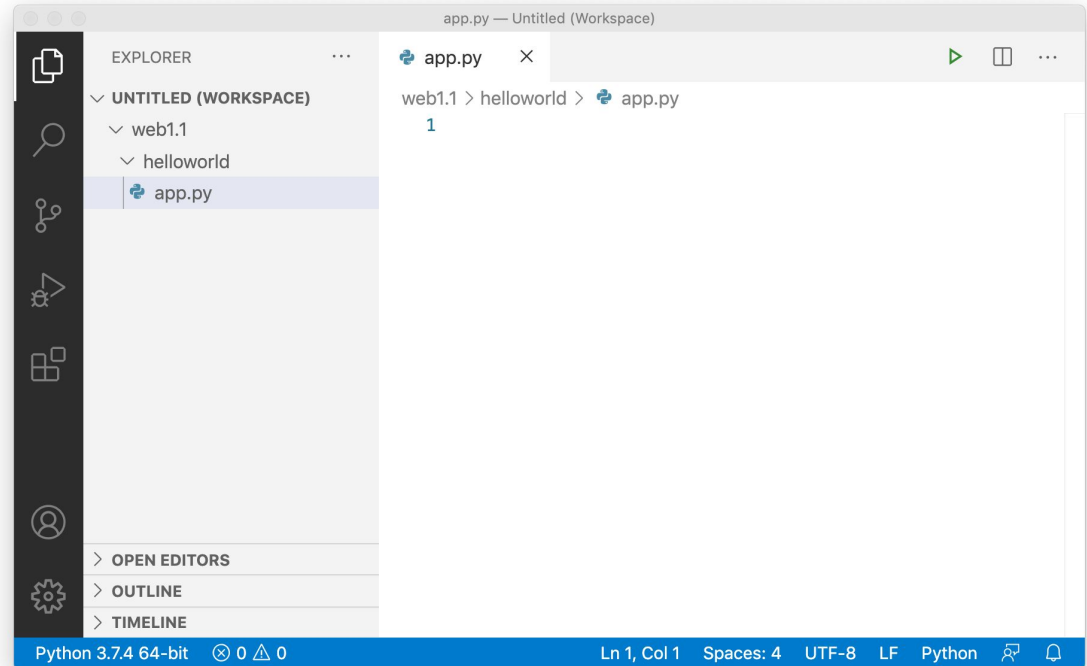 app.py — Untitled (Workspace)
EXPLORER
UNTITLED (WORKSPACE)
web1.1
helloworld
app.py
OPEN EDITORS
OUTLINE
TIMELINE
app.py
web1.1 > helloworld > app.py
1
Python 3.7.4 64-bit 0 0 Ln 1, Col 1 Spaces: 4 UTF-8 LF Python